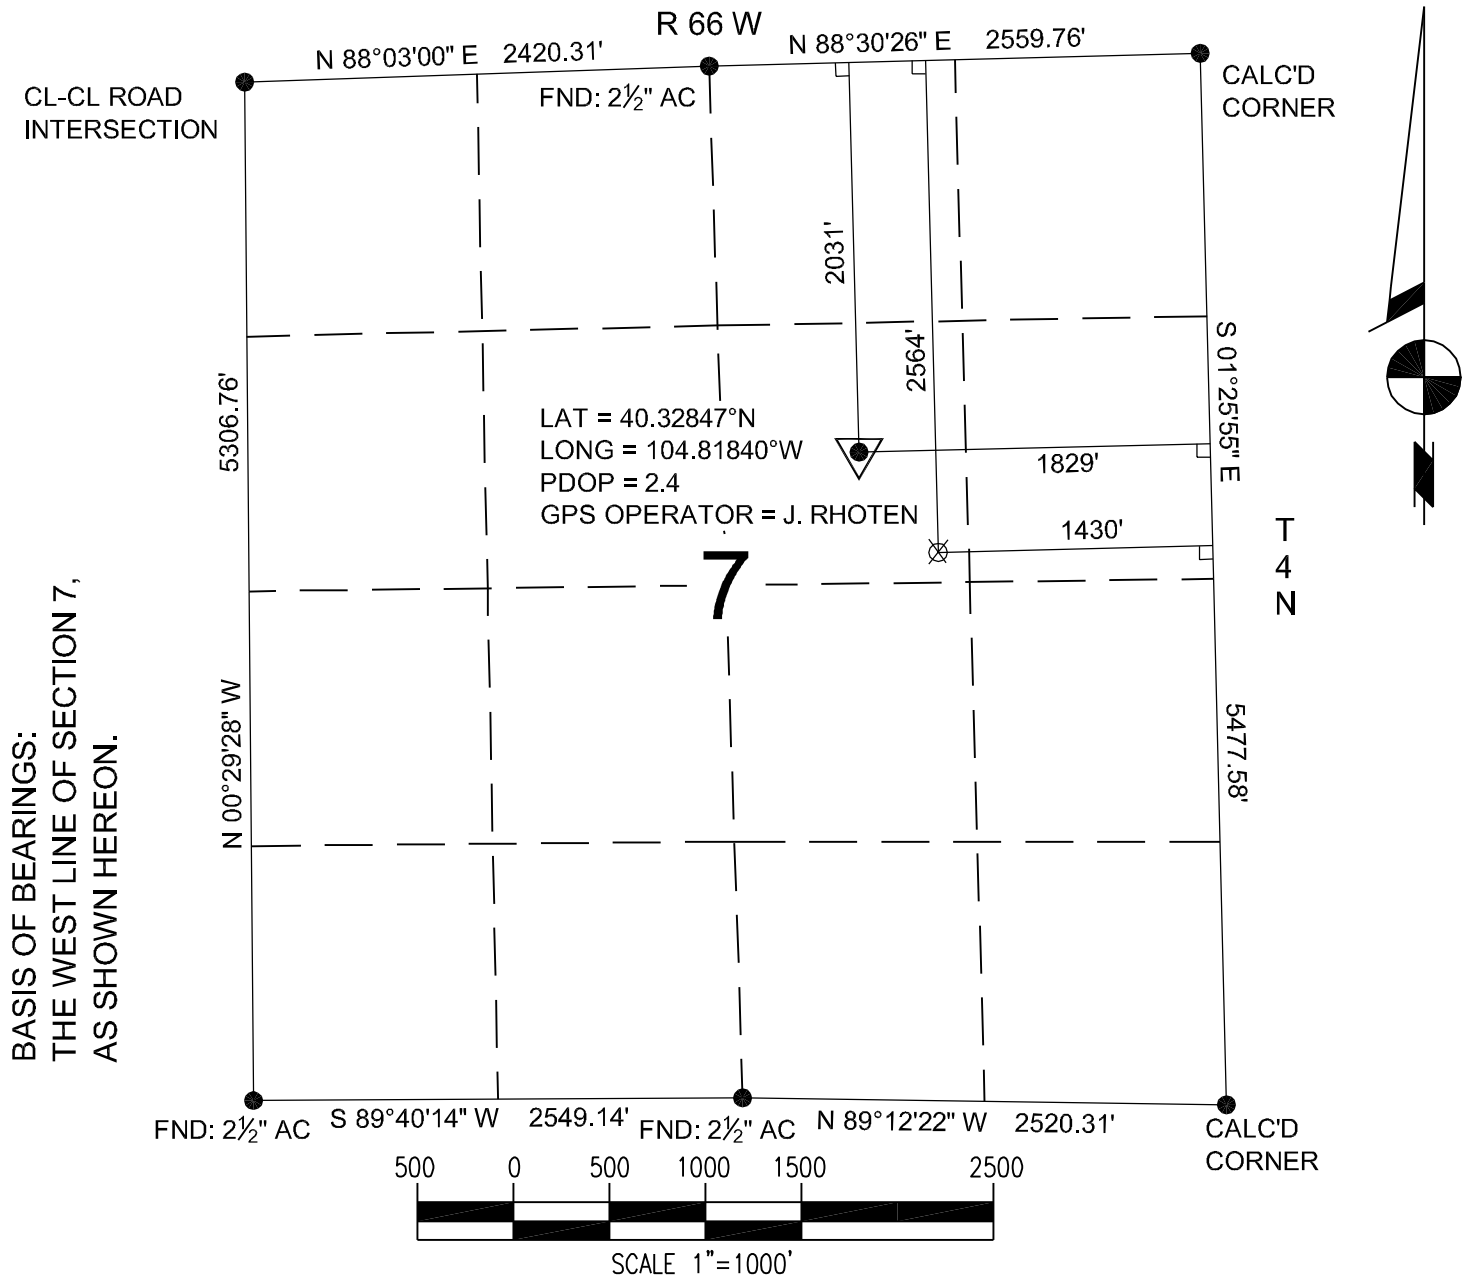 R 66 W
N 88°03'00" E 2420.31'
N 88°30'26" E 2559.76'
CL-CL ROAD
INTERSECTION
FND: 2½" AC
CALC'D
CORNER
2031'
2564'
5306.76'
S 01°25'55" E
LAT = 40.32847°N
LONG = 104.81840°W
PDOP = 2.4
GPS OPERATOR = J. RHOTEN
1829'
1430'
7
T
4
N
N 00°29'28" W
5477.58'
BASIS OF BEARINGS:
THE WEST LINE OF SECTION 7,
AS SHOWN HEREON.
FND: 2½" AC
S 89°40'14" W 2549.14'
FND: 2½" AC
N 89°12'22" W 2520.31'
CALC'D
CORNER
500 0 500 1000 1500 2500
SCALE 1"=1000'